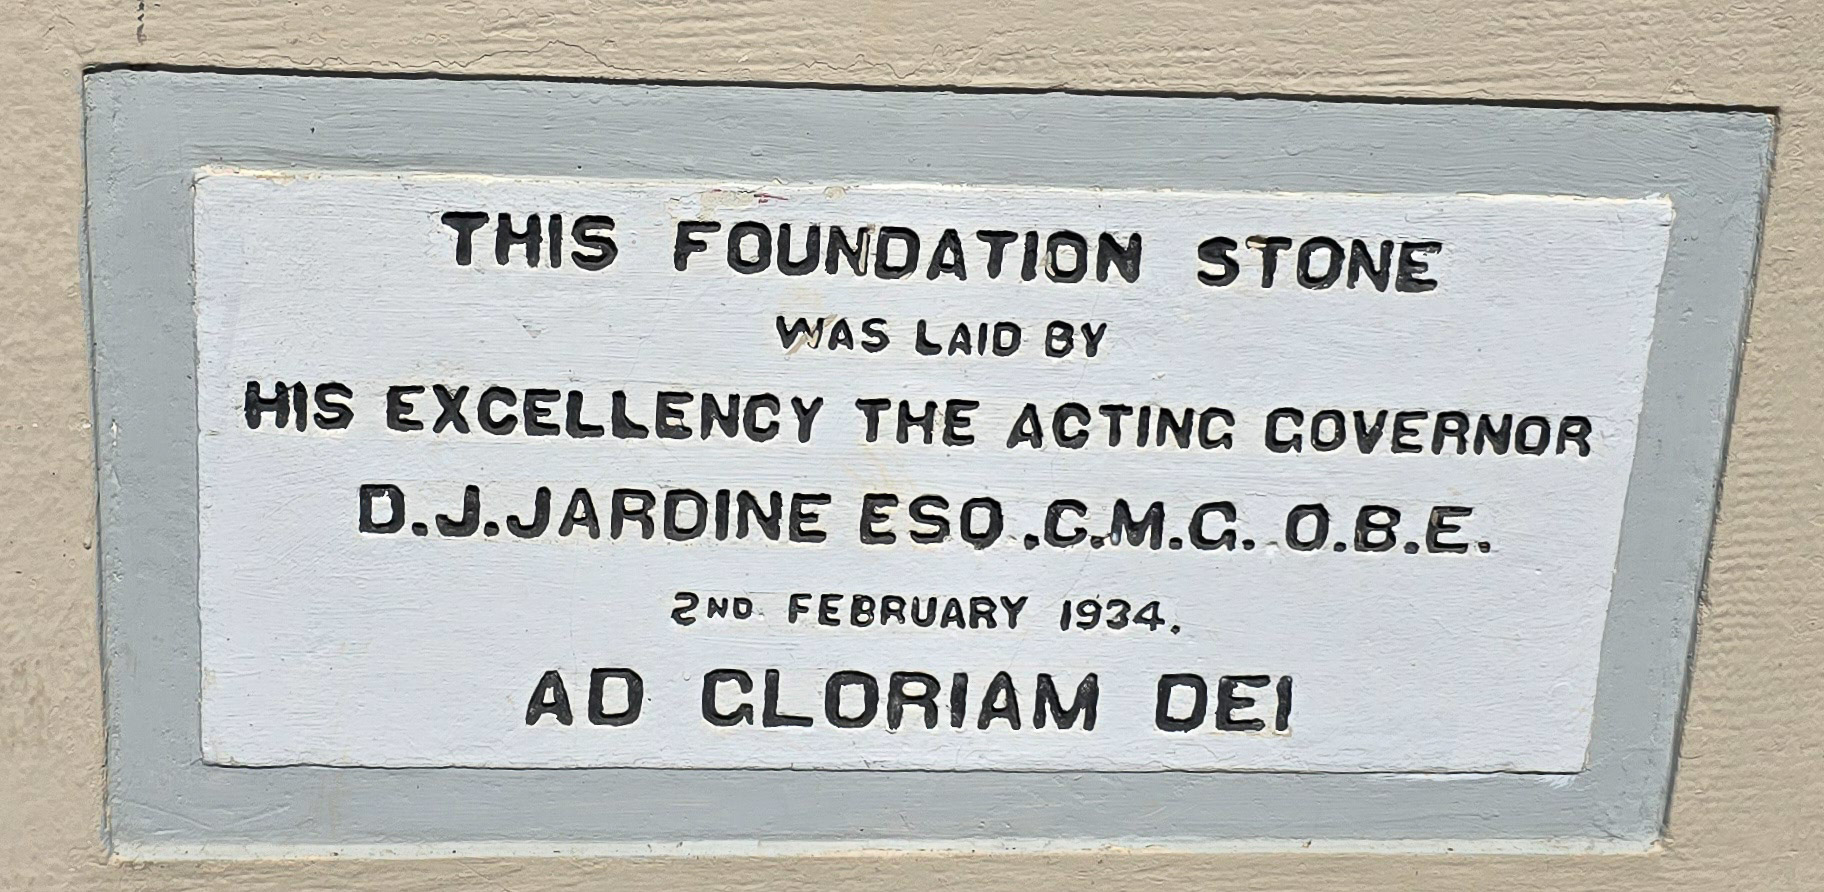 THIS FOUNDATION STONE
WAS LAID BY
HIS EXCELLENCY THE ACTING GOVERNOR
D.J.JARDINE ESQ.C.M.G. O.B.E.
2ND FEBRUARY 1934.
AD GLORIAM DEI